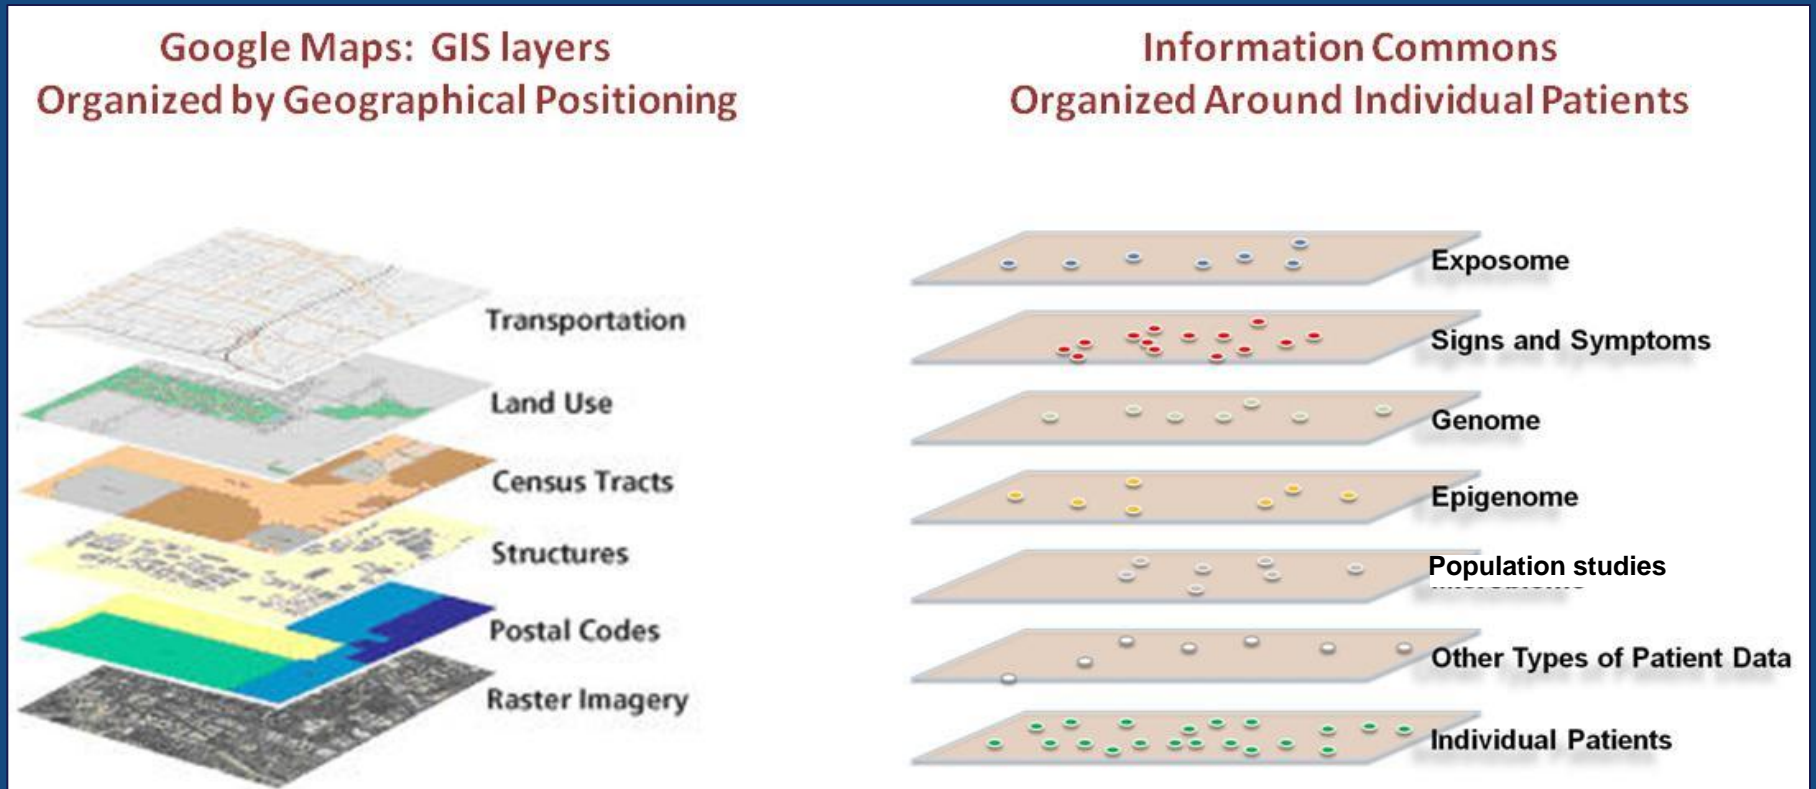 Google Maps: GIS layers
Organized by Geographical Positioning
Transportation
Land Use
Census Tracts
Structures
Postal Codes
Raster Imagery
Information Commons
Organized Around Individual Patients
Exposome
Signs and Symptoms
Genome
Epigenome
Population studies
Other Types of Patient Data
Individual Patients